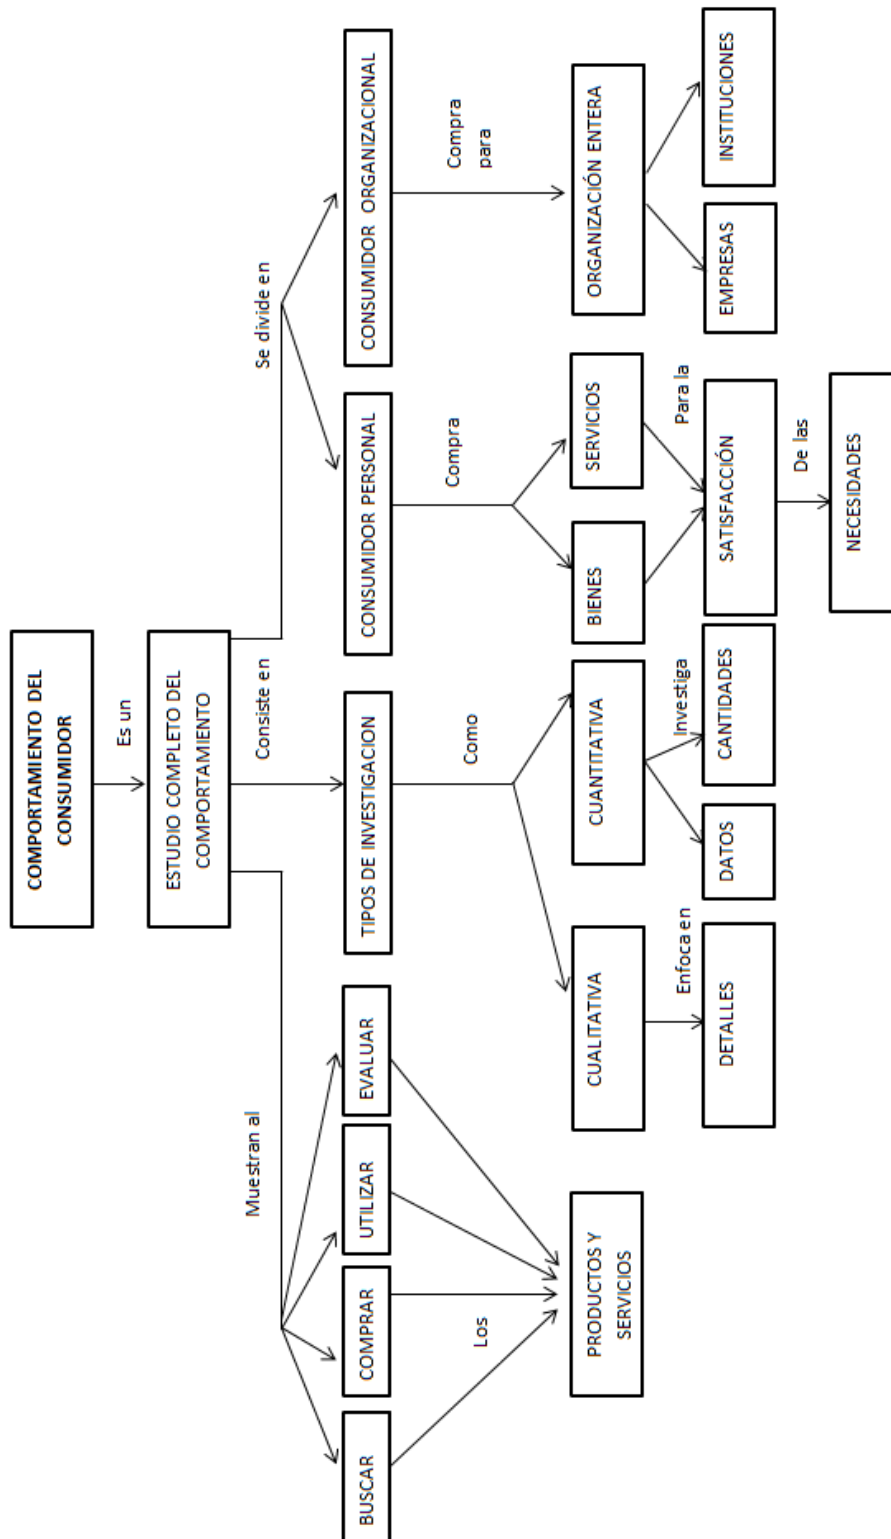 COMPORTAMIENTO DEL
CONSUMIDOR
Es un
ESTUDIO COMPLETO DEL
COMPORTAMIENTO
Muestran al
Consiste en
Se divide en
BUSCAR
COMPRAR
UTILIZAR
EVALUAR
TIPOS DE INVESTIGACION
CONSUMIDOR PERSONAL
CONSUMIDOR ORGANIZACIONAL
Los
Como
Compra
Compra
para
PRODUCTOS Y
SERVICIOS
CUALITATIVA
CUANTITATIVA
BIENES
SERVICIOS
ORGANIZACIÓN ENTERA
Enfoca en
Investiga
Para la
DETALLES
DATOS
CANTIDADES
SATISFACCIÓN
EMPRESAS
INSTITUCIONES
De las
NECESIDADES